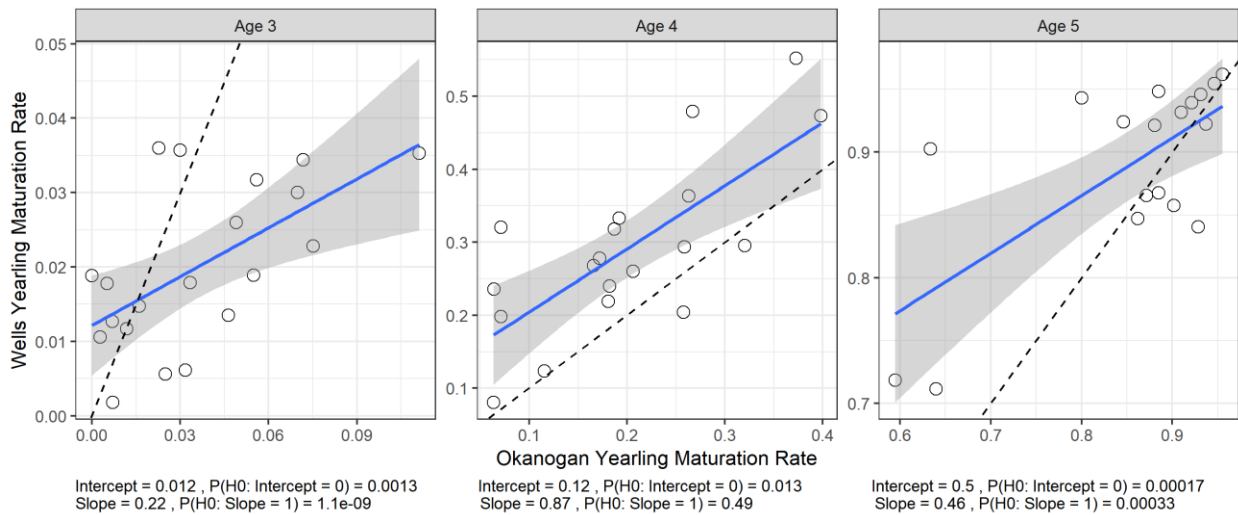 Age 3
Age 4
Age 5
Wells Yearling Maturation Rate
0.05
0.04
0.03
0.02
0.01
0.00
0.5
0.4
0.3
0.2
0.1
0.9
0.8
0.7
0.00 0.03 0.06 0.09
0.1 0.2 0.3 0.4
0.6 0.7 0.8 0.9
Okanogan Yearling Maturation Rate
Intercept = 0.012 , P(H0: Intercept = 0) = 0.0013
Slope = 0.22 , P(H0: Slope = 1) = 1.1e-09
Intercept = 0.12 , P(H0: Intercept = 0) = 0.013
Slope = 0.87 , P(H0: Slope = 1) = 0.49
Intercept = 0.5 , P(H0: Intercept = 0) = 0.00017
Slope = 0.46 , P(H0: Slope = 1) = 0.00033